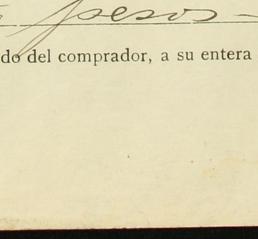 pesos—
do del comprador, a su entera